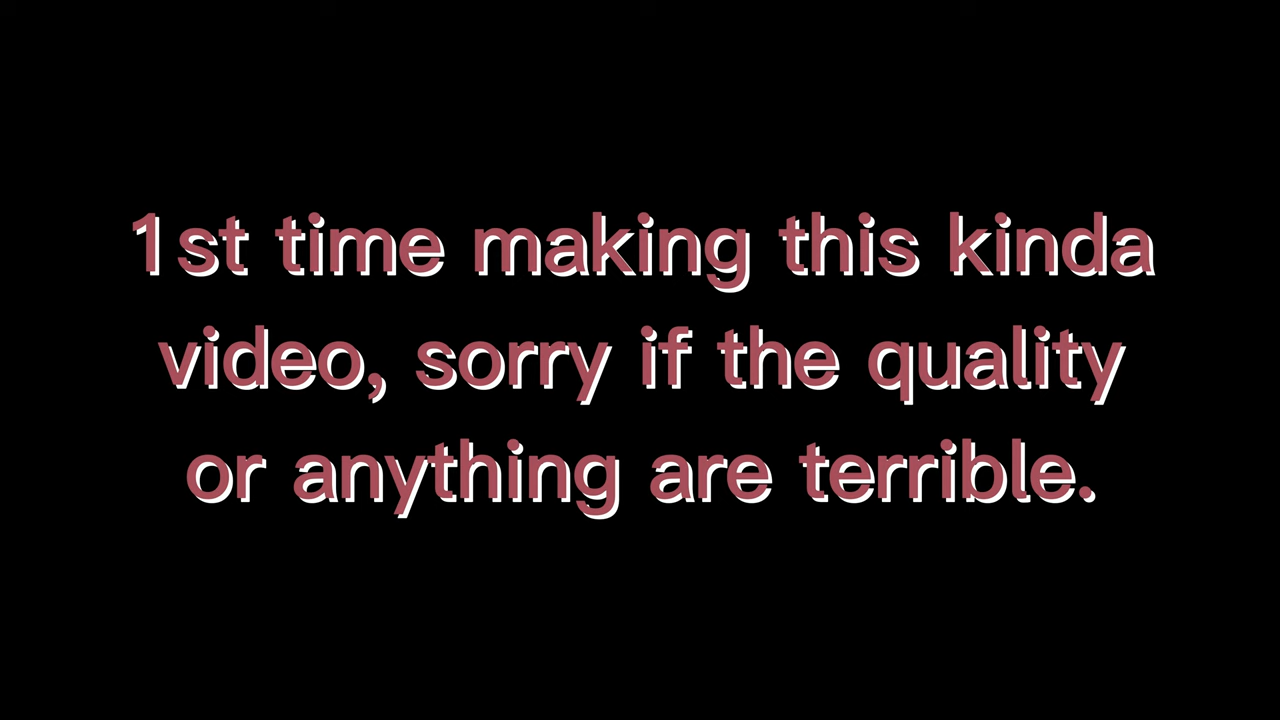 1st time making this kinda
video, sorry if the quality
or anything are terrible.